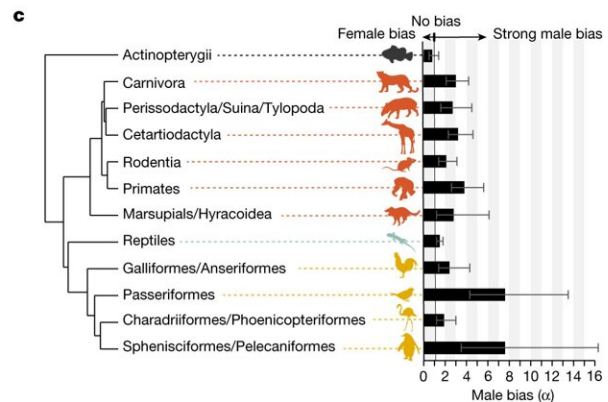 c
No bias
Female bias
Strong male bias
Actinopterygii
Carnivora
Perissodactyla/Suina/Tylopoda
Cetartiodactyla
Rodentia
Primates
Marsupials/Hyracoidea
Reptiles
Galliformes/Anseriformes
Passeriformes
Charadriiformes/Phoenicopteriformes
Sphenisciformes/Pelecaniformes
0 2 4 6 8 10 12 14 16
Male bias (α)